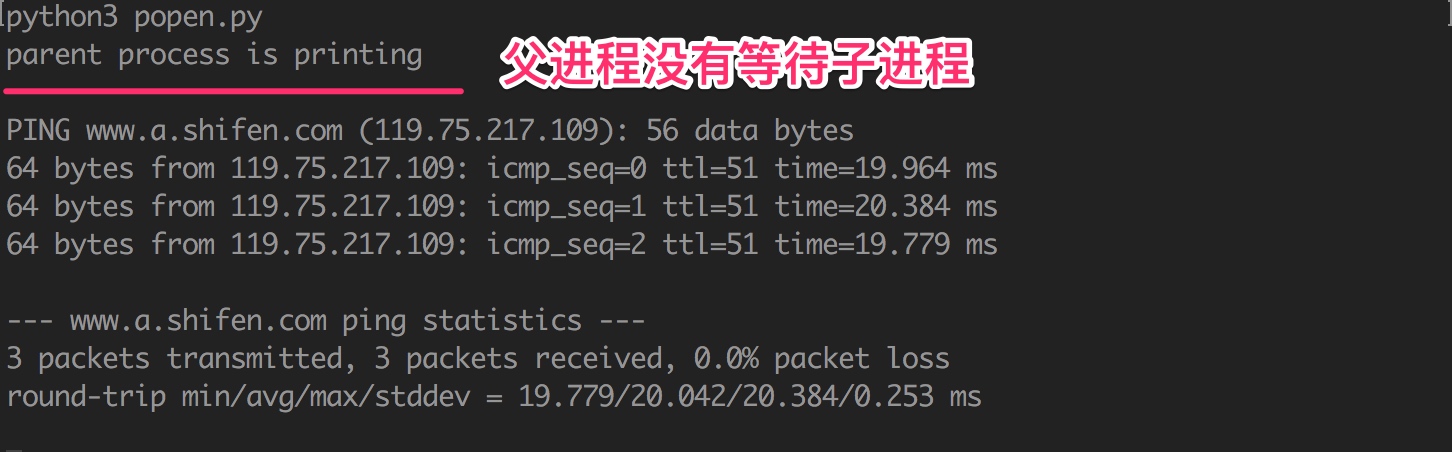 python3 popen.py
parent process is printing
父进程没有等待子进程
PING www.a.shifen.com (119.75.217.109): 56 data bytes
64 bytes from 119.75.217.109: icmp_seq=0 ttl=51 time=19.964 ms
64 bytes from 119.75.217.109: icmp_seq=1 ttl=51 time=20.384 ms
64 bytes from 119.75.217.109: icmp_seq=2 ttl=51 time=19.779 ms
--- www.a.shifen.com ping statistics ---
3 packets transmitted, 3 packets received, 0.0% packet loss
round-trip min/avg/max/stddev = 19.779/20.042/20.384/0.253 ms